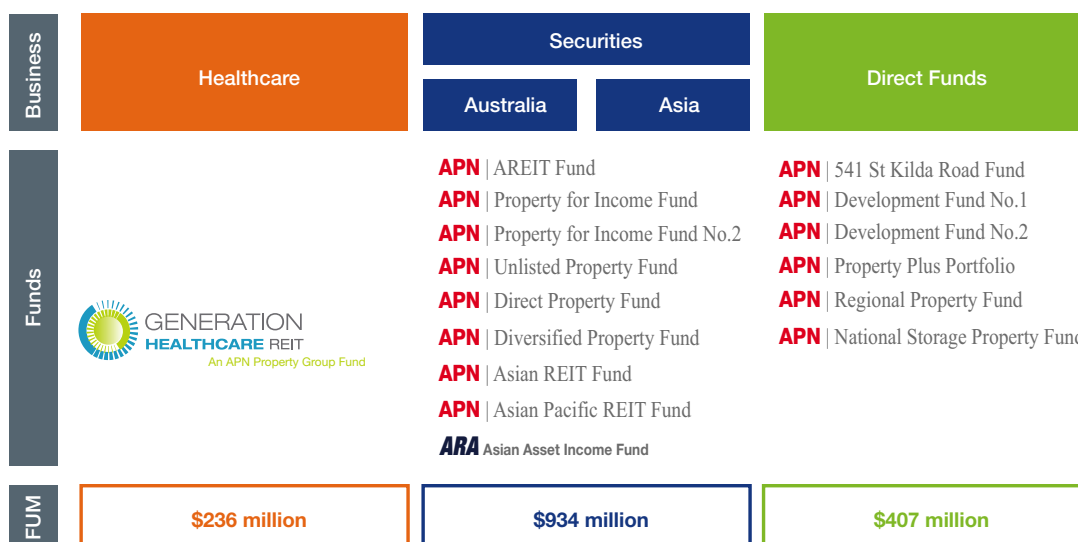 Business
Healthcare
Securities
Australia
Asia
Direct Funds
Funds
GENERATION
HEALTHCARE REIT
An APN Property Group Fund
APN | AREIT Fund
APN | Property for Income Fund
APN | Property for Income Fund No.2
APN | Unlisted Property Fund
APN | Direct Property Fund
APN | Diversified Property Fund
APN | Asian REIT Fund
APN | Asian Pacific REIT Fund
ARA Asian Asset Income Fund
APN | 541 St Kilda Road Fund
APN | Development Fund No.1
APN | Development Fund No.2
APN | Property Plus Portfolio
APN | Regional Property Fund
APN | National Storage Property Fund
FUM
$236 million
$934 million
$407 million